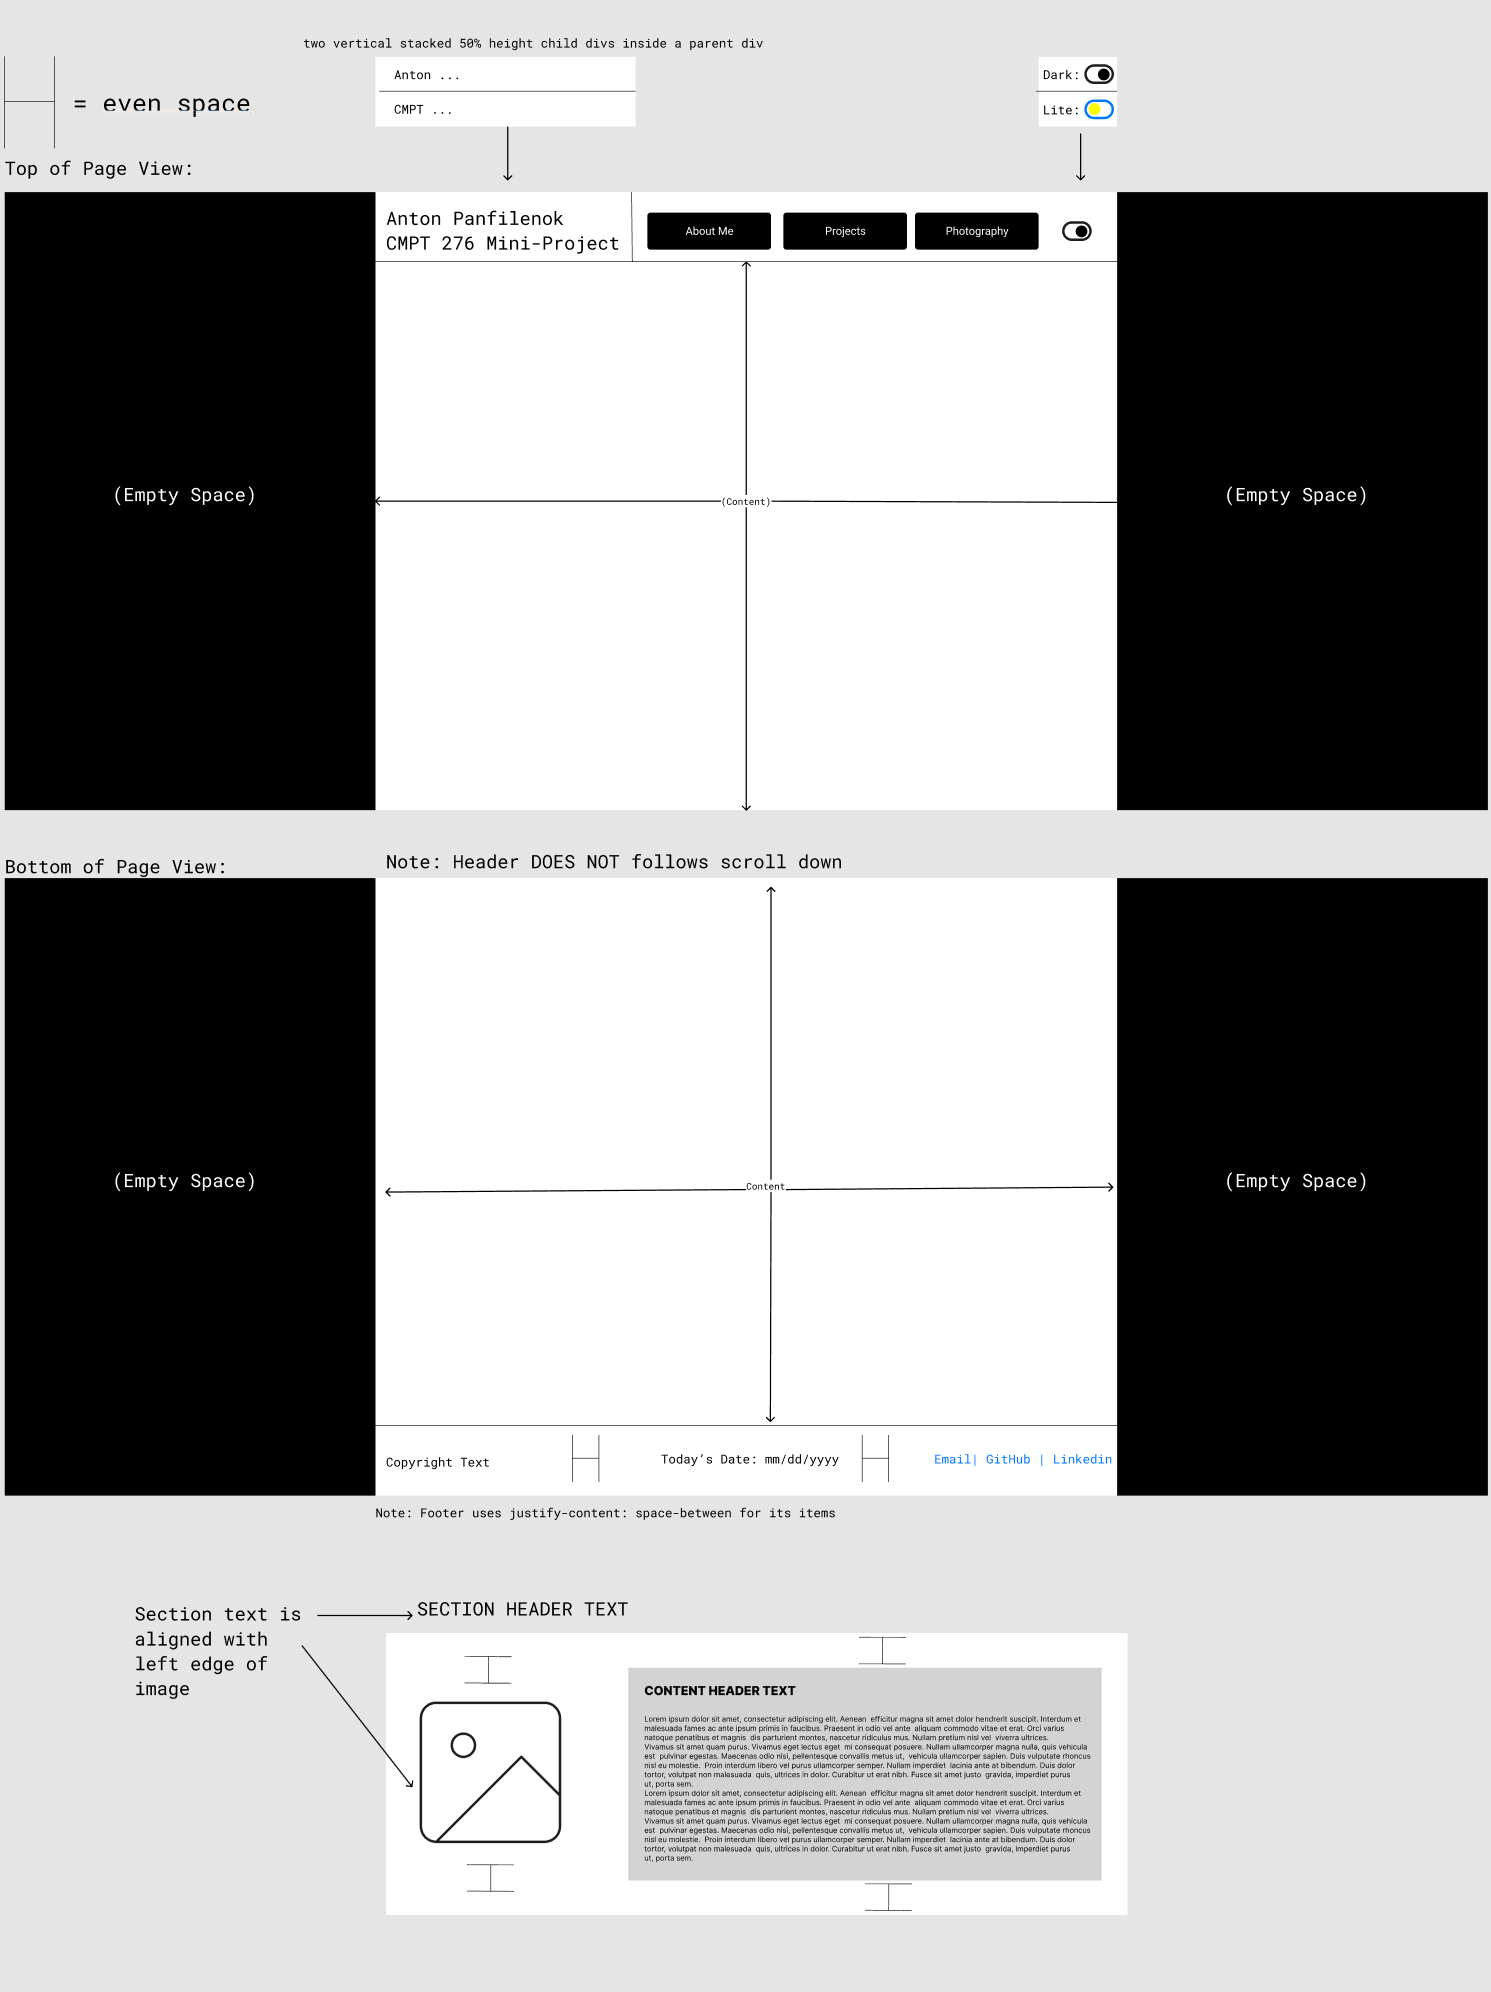 two vertical stacked 50% height child divs inside a parent div
Anton ...
CMPT ...
Dark:
Lite:
= even space
Top of Page View:
Anton Panfilenok
CMPT 276 Mini-Project
About Me
Projects
Photography
(Empty Space)
(Content)
(Empty Space)
Bottom of Page View:
Note: Header DOES NOT follows scroll down
(Empty Space)
Content
(Empty Space)
Copyright Text
Today's Date: mm/dd/yyyy
Email| GitHub | Linkedin
Note: Footer uses justify-content: space-between for its items
Section text is
aligned with
left edge of
image
SECTION HEADER TEXT
CONTENT HEADER TEXT
Lorem ipsum dolor sit amet, consectetur adipiscing elit. Aenean  efficitur magna sit amet dolor hendrerit suscipit. Interdum et
malesuada fames ac ante ipsum primis in faucibus. Praesent in odio vel ante  aliquam commodo vitae et erat. Orci varius
natoque penatibus et magnis  dis parturient montes, nascetur ridiculus mus. Nullam pretium nisl vel  viverra ultrices.
Vivamus sit amet quam purus. Vivamus eget lectus eget  mi consequat posuere. Nullam ullamcorper magna nulla, quis vehicula
est  pulvinar egestas. Maecenas odio nisi, pellentesque convallis metus ut,  vehicula ullamcorper sapien. Duis vulputate rhoncus
nisl eu molestie.  Proin interdum libero vel purus ullamcorper semper. Nullam imperdiet  lacinia ante at bibendum. Duis dolor
tortor, volutpat non malesuada  quis, ultrices in dolor. Curabitur ut erat nibh. Fusce sit amet justo  gravida, imperdiet purus
ut, porta sem.
Lorem ipsum dolor sit amet, consectetur adipiscing elit. Aenean  efficitur magna sit amet dolor hendrerit suscipit. Interdum et
malesuada fames ac ante ipsum primis in faucibus. Praesent in odio vel ante  aliquam commodo vitae et erat. Orci varius
natoque penatibus et magnis  dis parturient montes, nascetur ridiculus mus. Nullam pretium nisl vel  viverra ultrices.
Vivamus sit amet quam purus. Vivamus eget lectus eget  mi consequat posuere. Nullam ullamcorper magna nulla, quis vehicula
est  pulvinar egestas. Maecenas odio nisi, pellentesque convallis metus ut,  vehicula ullamcorper sapien. Duis vulputate rhoncus
nisl eu molestie.  Proin interdum libero vel purus ullamcorper semper. Nullam imperdiet  lacinia ante at bibendum. Duis dolor
tortor, volutpat non malesuada  quis, ultrices in dolor. Curabitur ut erat nibh. Fusce sit amet justo  gravida, imperdiet purus
ut, porta sem.